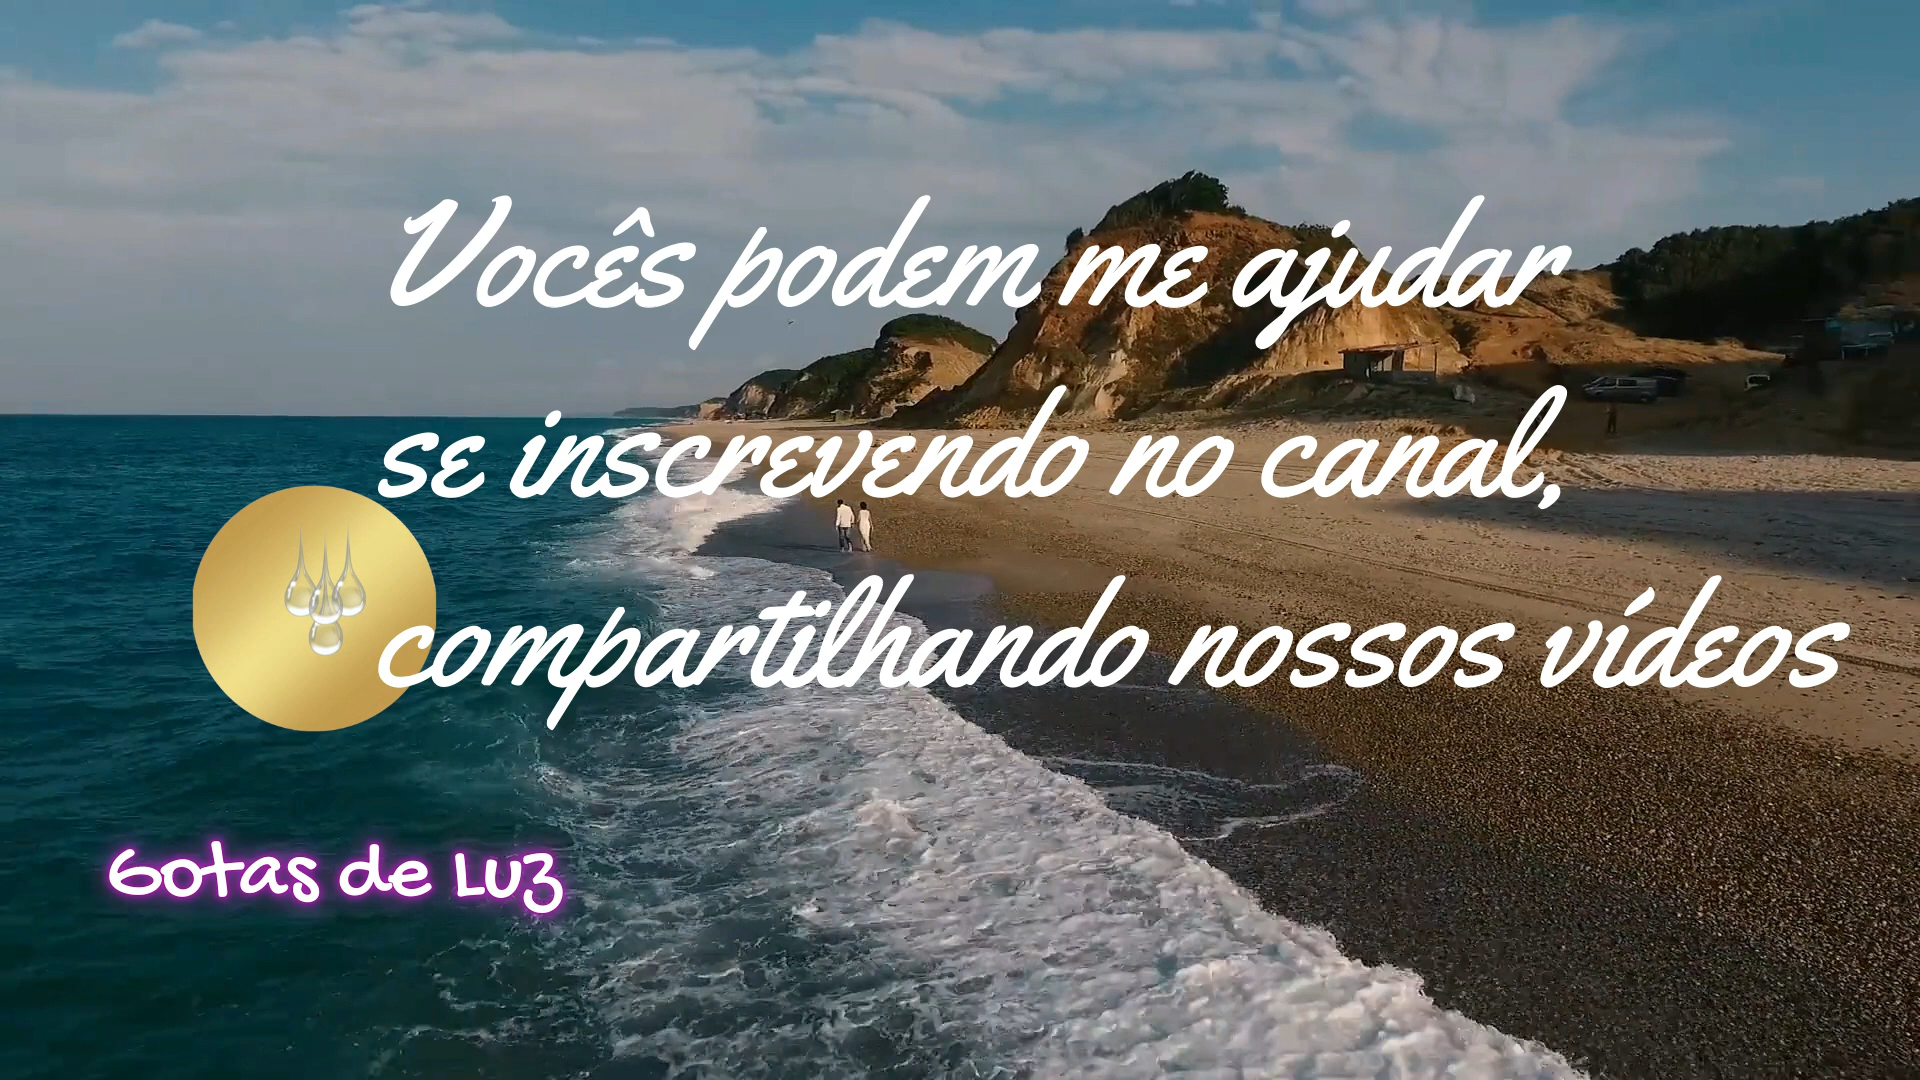 Vocês podem me ajudar
se inscrevendo no canal,
compartilhando nossos vídeos
Gotas de Luz